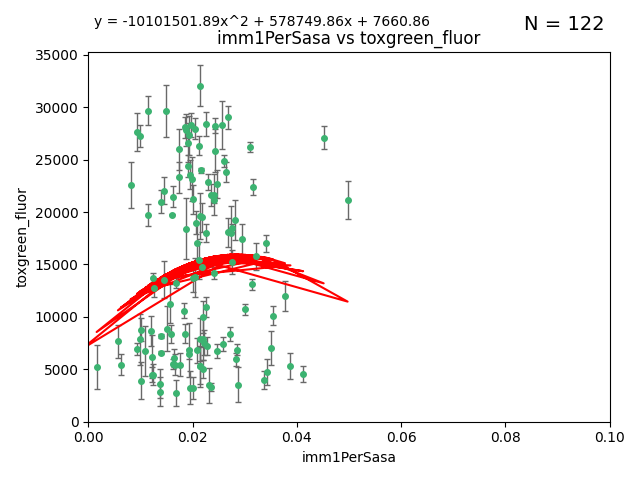 y = -10101501.89x^2 + 578749.86x + 7660.86
N = 122
imm1PerSasa vs toxgreen_fluor
35000
30000
25000
20000
15000
10000
5000
0
toxgreen_fluor
0.00 0.02 0.04 0.06 0.08 0.10
imm1PerSasa